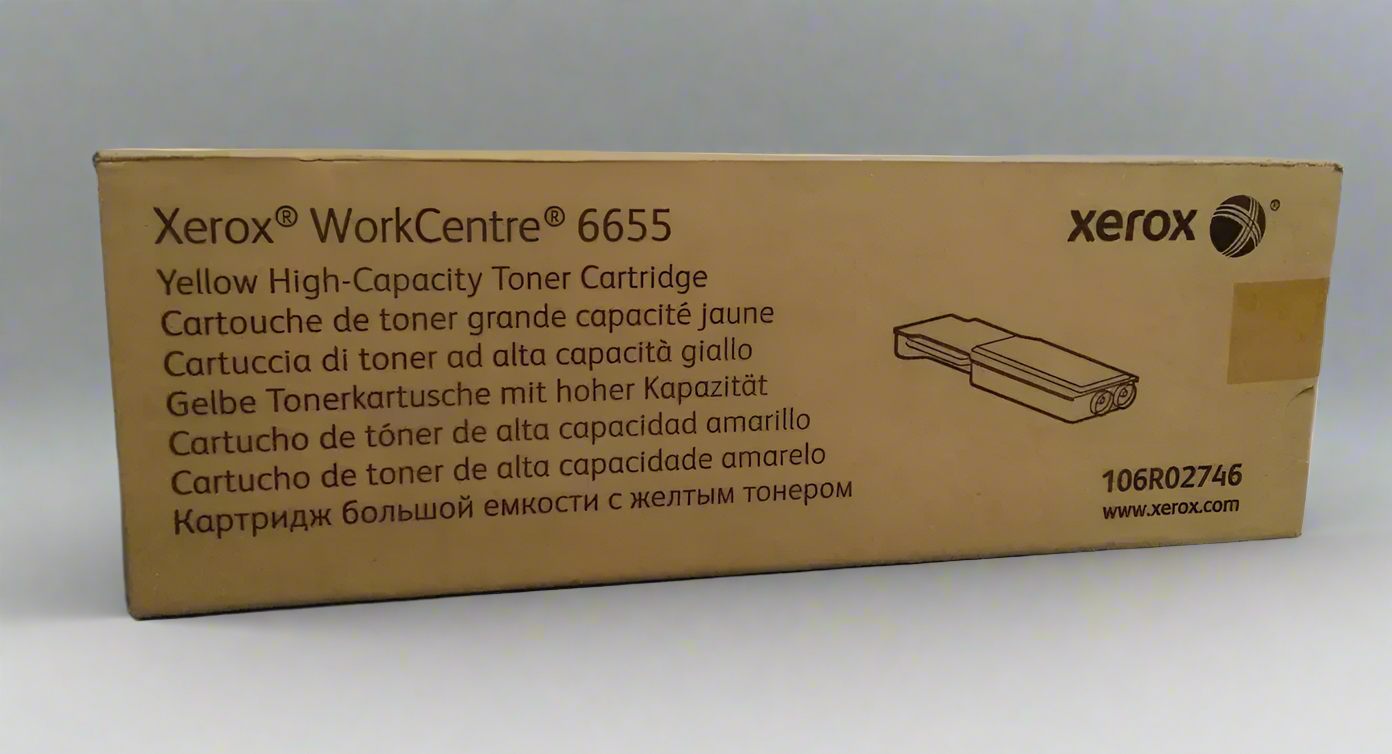 Xerox® WorkCentre® 6655
Yellow High-Capacity Toner Cartridge
Cartouche de toner grande capacité jaune
Cartuccia di toner ad alta capacità giallo
Gelbe Tonerkartusche mit hoher Kapazität
Cartucho de tóner de alta capacidad amarillo
Cartucho de toner de alta capacidade amarelo
Картридж большой емкости с желтым тонером
xerox ®
106R02746
www.xerox.com